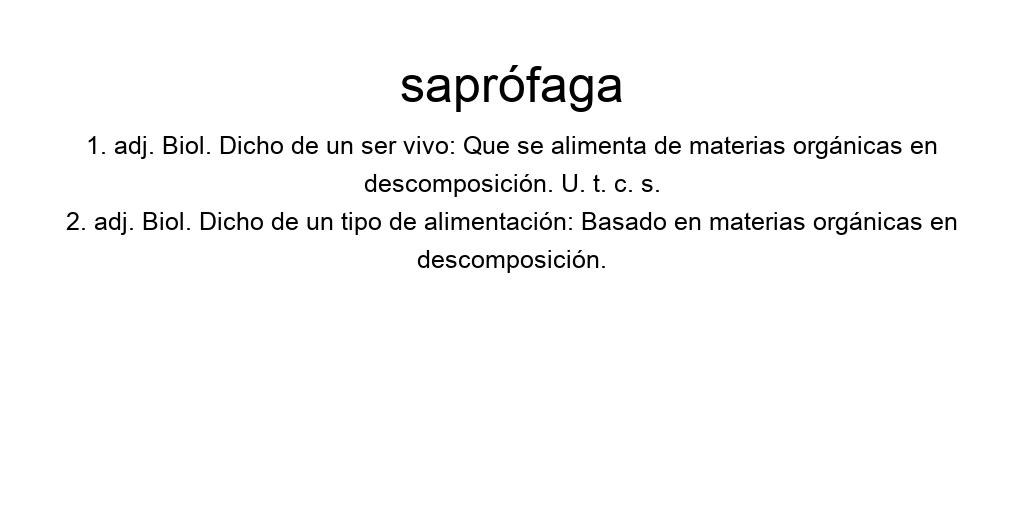 saprófaga
1. adj. Biol. Dicho de un ser vivo: Que se alimenta de materias orgánicas en
descomposición. U. t. c. s.
2. adj. Biol. Dicho de un tipo de alimentación: Basado en materias orgánicas en
descomposición.